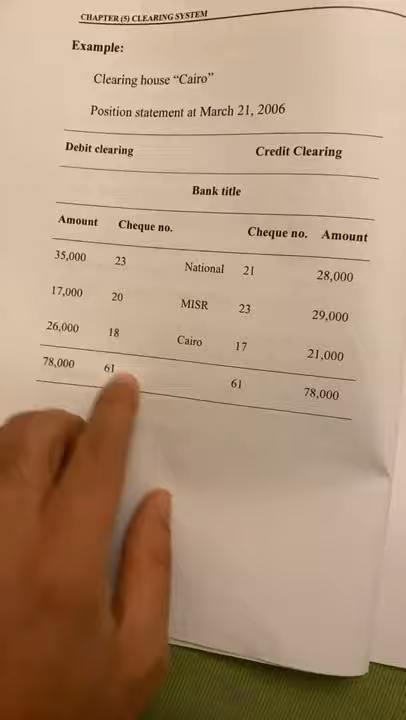 CHAPTER (5) CLEARING SYSTEM
Example:
Clearing house “Cairo”
Position statement at March 21, 2006
Debit clearing Credit Clearing
Bank title
Amount Cheque no. Cheque no. Amount
35,000 23 National 21 28,000
17,000 20 MISR 23 29,000
26,000 18 Cairo 17 21,000
78,000 61 61 78,000